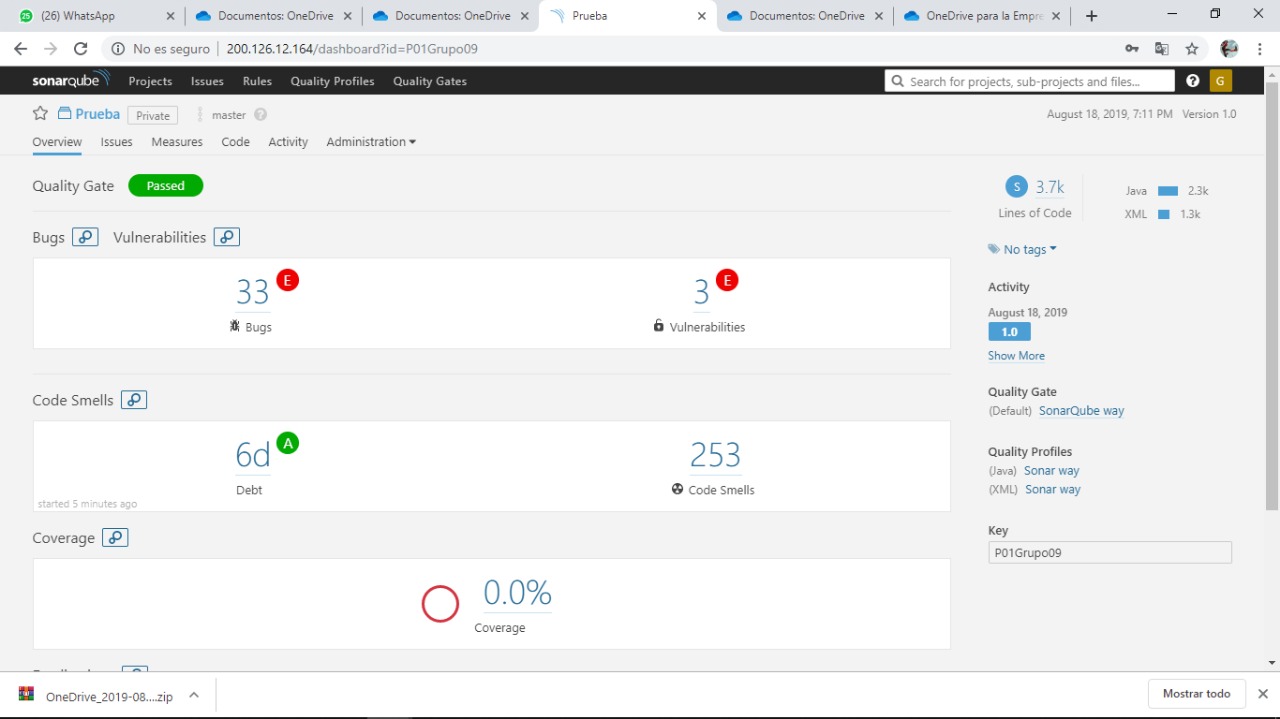 (26) WhatsApp
Documentos: OneDrive
Documentos: OneDrive
Prueba
Documentos: OneDrive
OneDrive para la Empre
No es seguro
200.126.12.164/dashboard?id=P01Grupo09
sonarqube
Projects
Issues
Rules
Quality Profiles
Quality Gates
Search for projects, sub-projects and files...
G
Prueba
Private
master
August 18, 2019, 7:11 PM Version 1.0
Overview
Issues
Measures
Code
Activity
Administration
Quality Gate
Passed
S 3.7k
Lines of Code
Java 2.3k
XML 1.3k
No tags
Bugs
Vulnerabilities
33 E
Bugs
3 E
Vulnerabilities
Activity
August 18, 2019
1.0
Show More
Code Smells
6d A
Debt
started 5 minutes ago
253
Code Smells
Quality Gate
(Default) SonarQube way
Quality Profiles
(Java) Sonar way
(XML) Sonar way
Key
P01Grupo09
Coverage
0.0%
Coverage
OneDrive_2019-08....zip
Mostrar todo